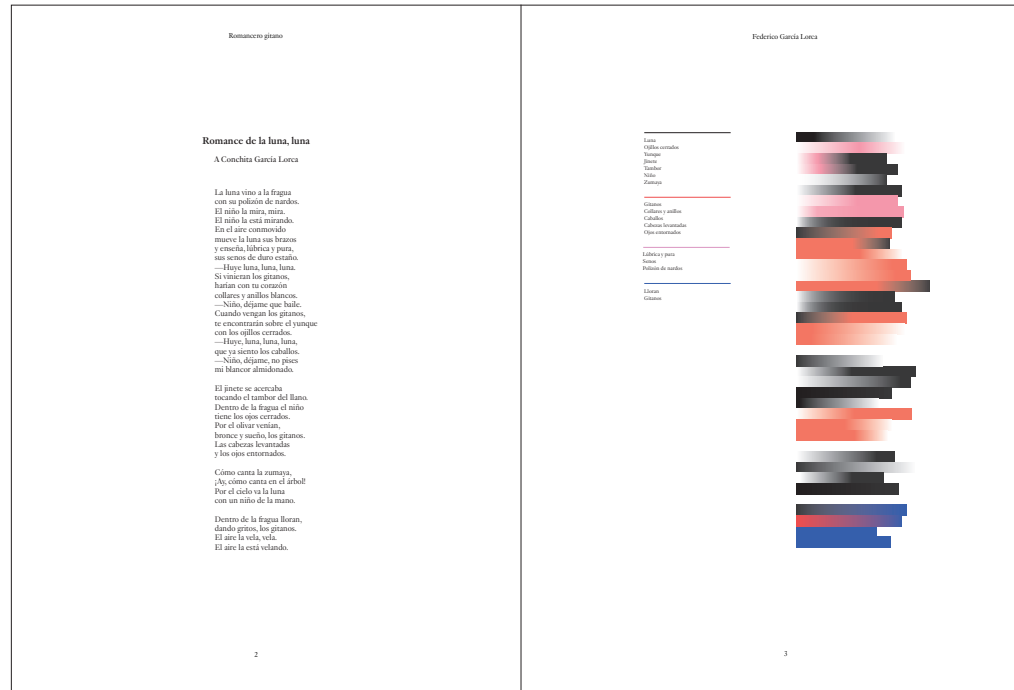 Romancero gitano
Romance de la luna, luna
A Conchita García Lorca
La luna vino a la fragua
con su polizón de nardos.
El niño la mira, mira.
El niño la está mirando.
En el aire conmovido
mueve la luna sus brazos
y enseña, lúbrica y pura,
sus senos de duro estaño.
—Huye luna, luna, luna.
Si vinieran los gitanos,
harían con tu corazón
collares y anillos blancos.
—Niño, déjame que baile.
Cuando vengan los gitanos,
te encontrarán sobre el yunque
con los ojillos cerrados.
—Huye, luna, luna, luna,
que ya siento los caballos.
—Niño, déjame, no pises
mi blancor almidonado.
El jinete se acercaba
tocando el tambor del llano.
Dentro de la fragua el niño
tiene los ojos cerrados.
Por el olivar venían,
bronce y sueño, los gitanos.
Las cabezas levantadas
y los ojos entornados.
Cómo canta la zumaya,
¡Ay, cómo canta en el árbol!
Por el cielo va la luna
con un niño de la mano.
Dentro de la fragua lloran,
dando gritos, los gitanos.
El aire la vela, vela.
El aire la está velando.
2
Federico García Lorca
Luna
Ojillos cerrados
Yunque
Jinete
Tambor
Niño
Zumaya
Gitanos
Collares y anillos
Caballos
Cabezas levantadas
Ojos entornados
Lúbrica y pura
Senos
Polizón de nardos
Lloran
Gitanos
3